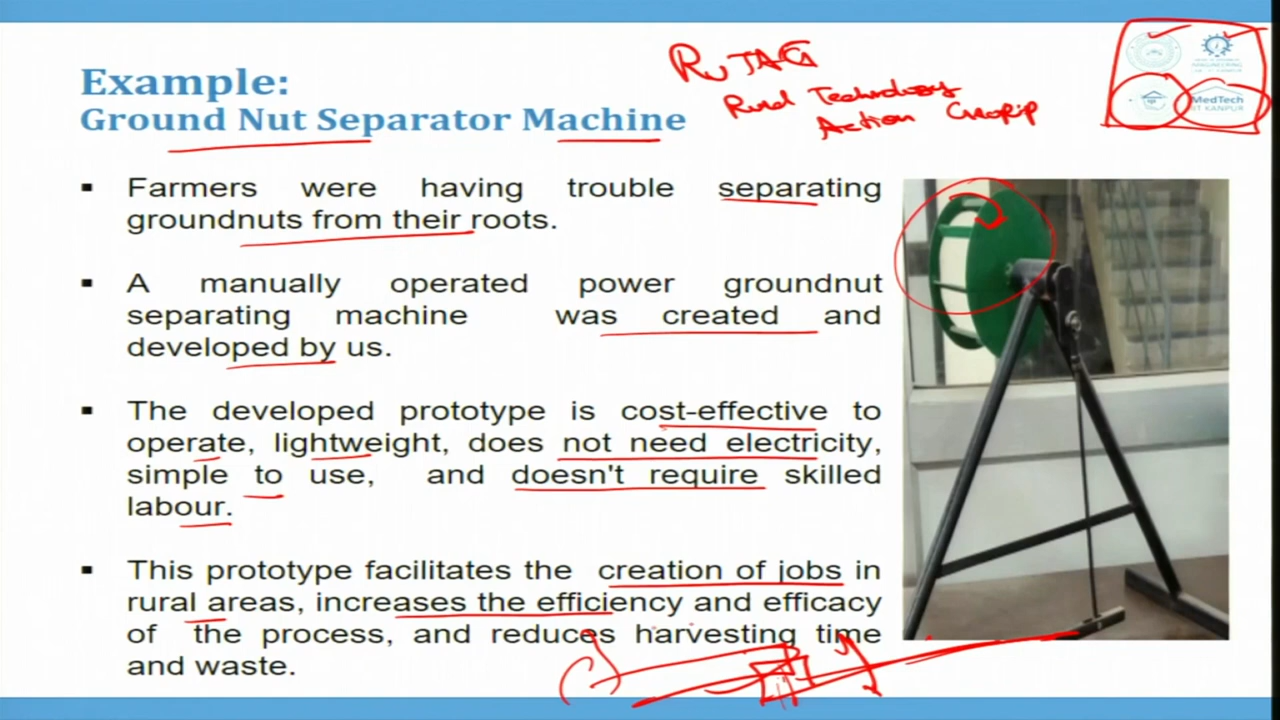 RuTAG
Rural Technology
Action Group
MedTech
IIT KANPUR
Example:
Ground Nut Separator Machine
▪ Farmers were having trouble separating
groundnuts from their roots.
▪ A manually operated power groundnut
separating machine was created and
developed by us.
▪ The developed prototype is cost-effective to
operate, lightweight, does not need electricity,
simple to use, and doesn't require skilled
labour.
▪ This prototype facilitates the creation of jobs in
rural areas, increases the efficiency and efficacy
of the process, and reduces harvesting time
and waste.